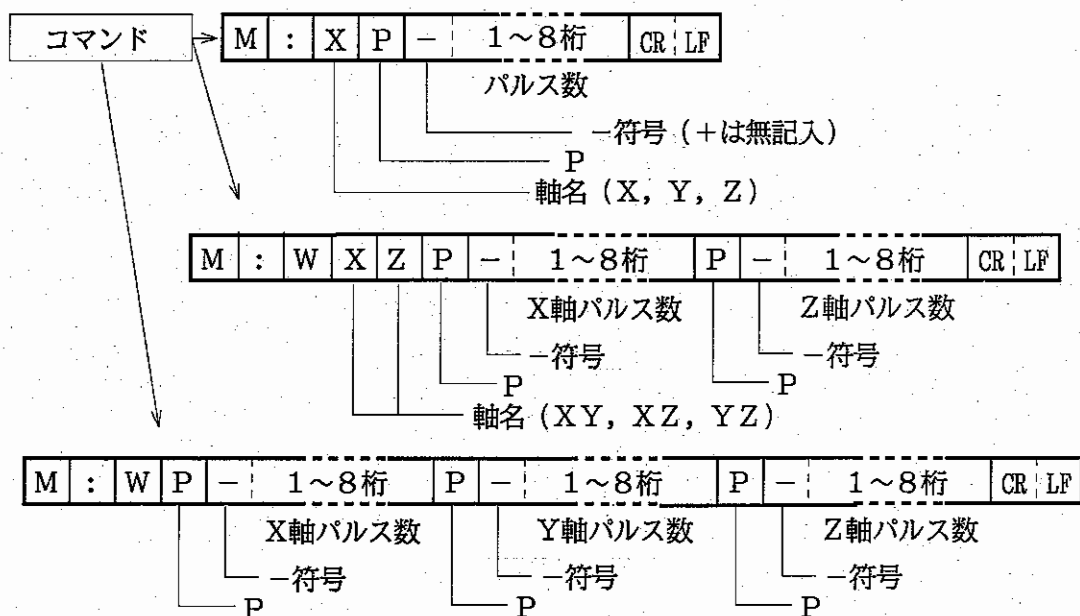 コマンド M : X P - 1～8桁 CR LF
パルス数
－符号 (＋は無記入)
P
軸名 (X, Y, Z)
M : W X Z P - 1～8桁 P - 1～8桁 CR LF
X軸パルス数 Z軸パルス数
－符号 －符号
P P
軸名 (XY, XZ, YZ)
M : W P - 1～8桁 P - 1～8桁 P - 1～8桁 CR LF
X軸パルス数 Y軸パルス数 Z軸パルス数
－符号 －符号 －符号
P P P